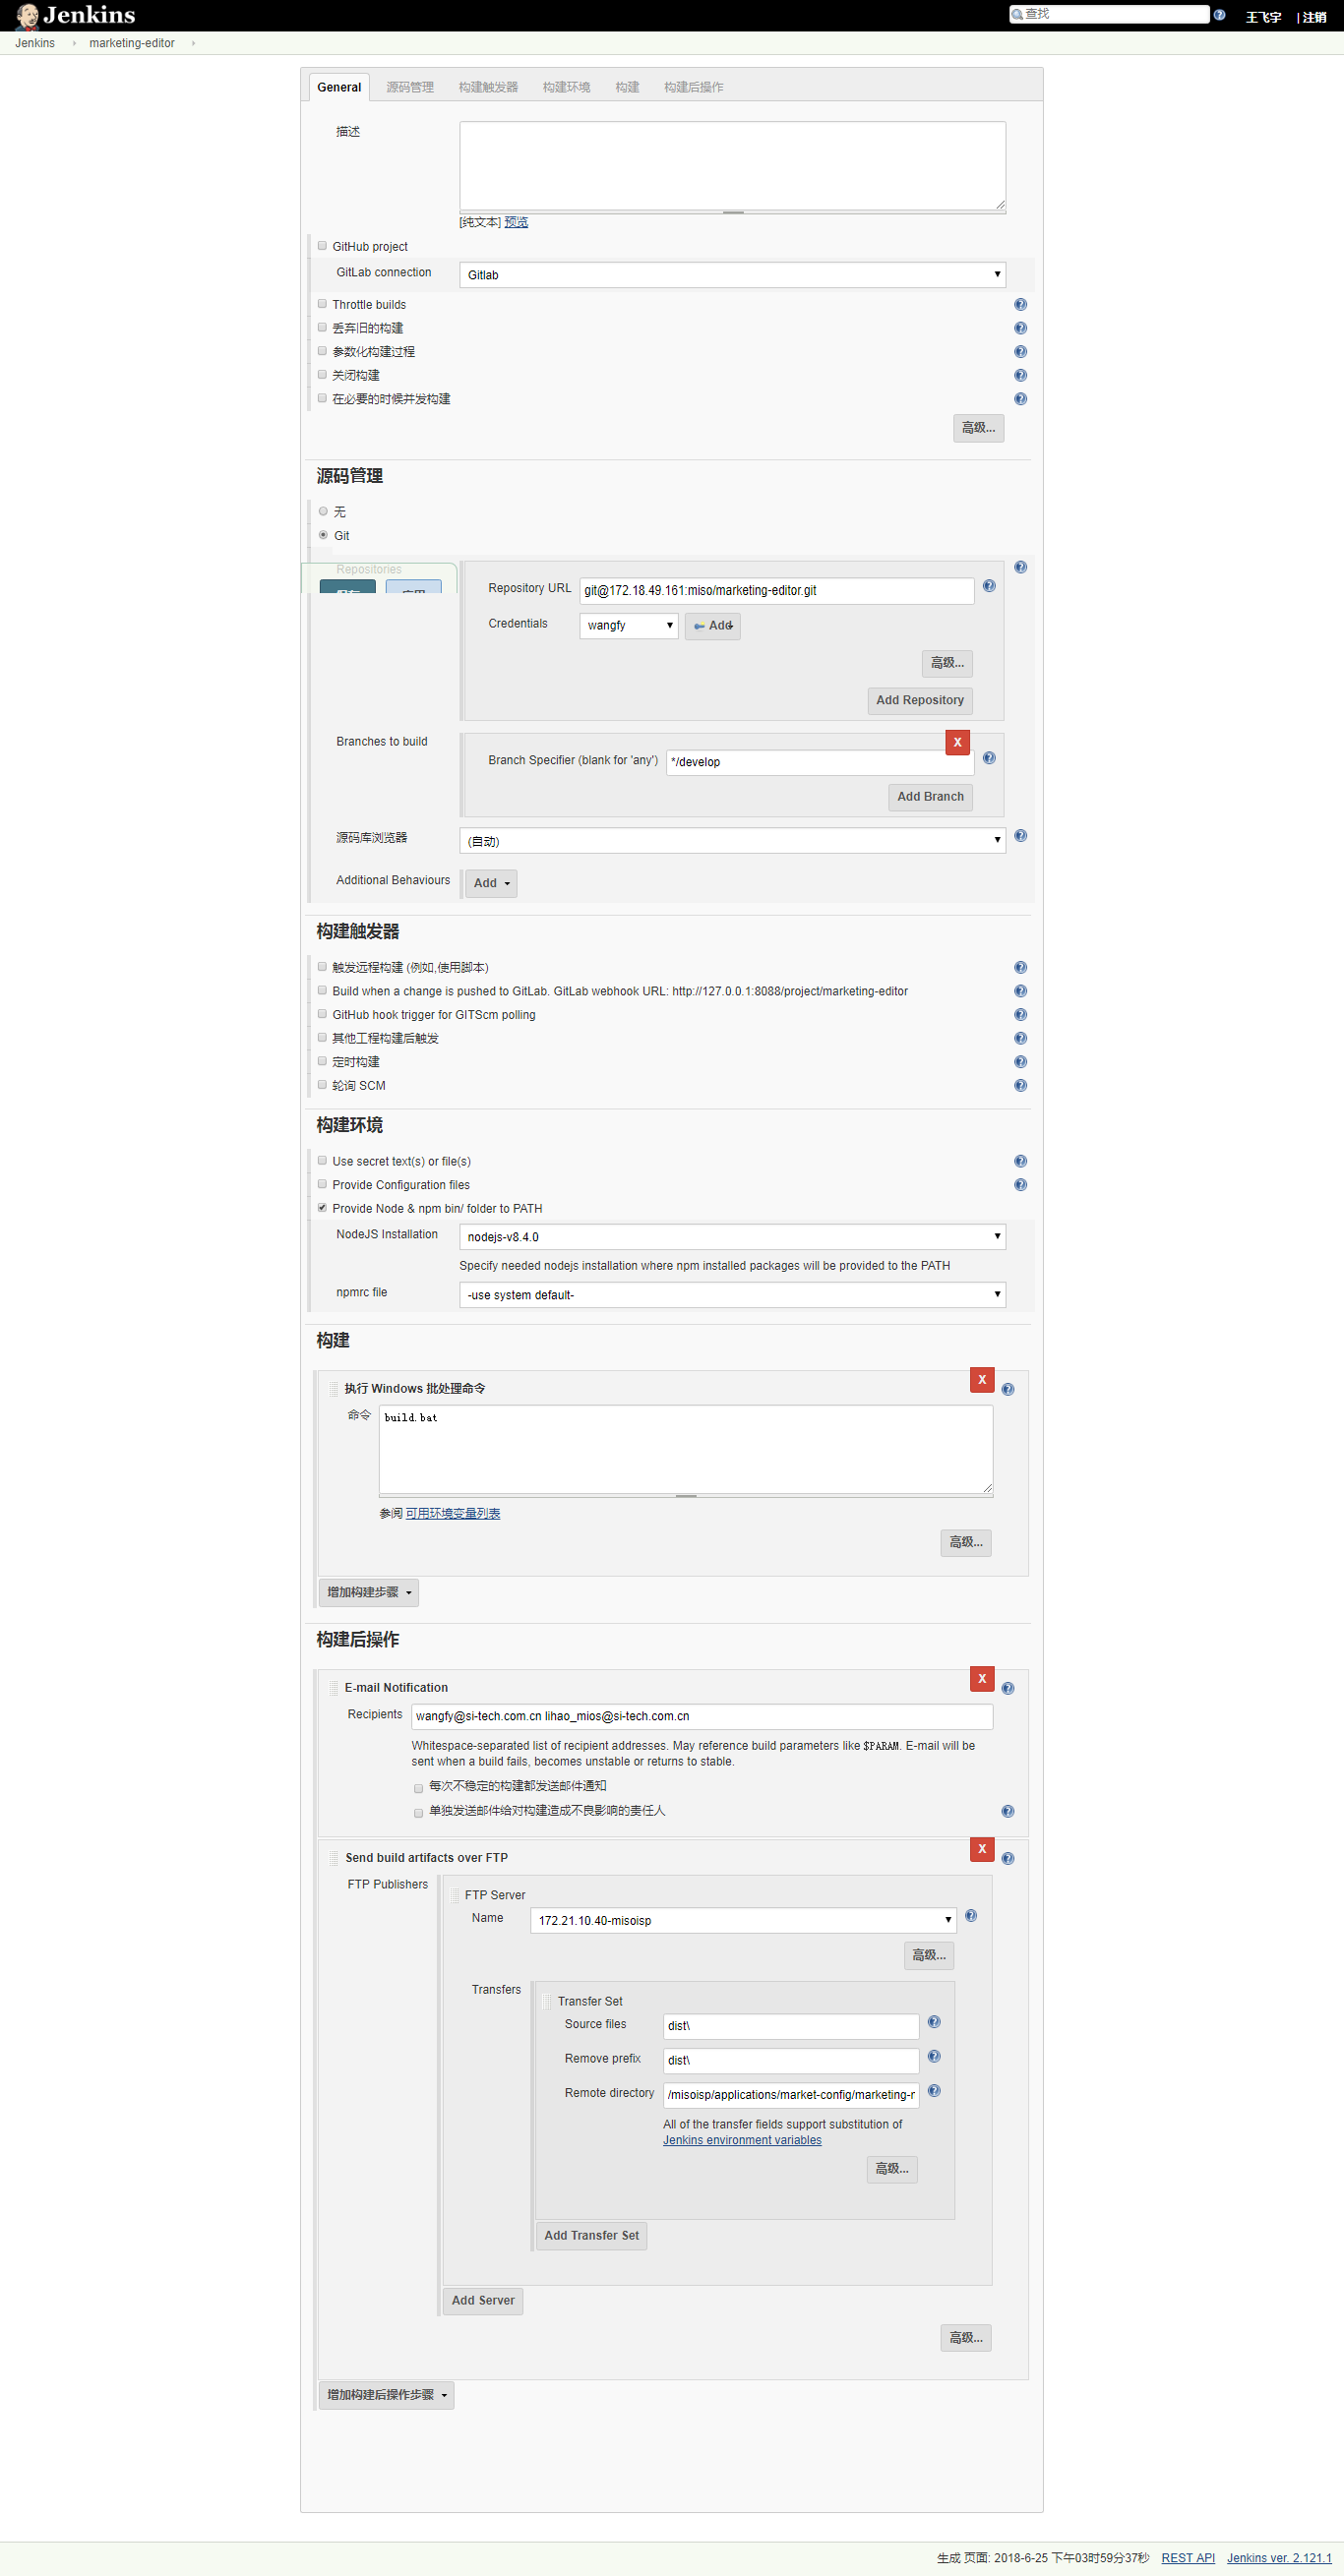 Jenkins
查找
王飞宇 | 注销
Jenkins marketing-editor
General 源码管理 构建触发器 构建环境 构建 构建后操作
描述
[纯文本] 预览
GitHub project
GitLab connection Gitlab
Throttle builds
丢弃旧的构建
参数化构建过程
关闭构建
在必要的时候并发构建
高级...
源码管理
无
Git
Repositories
Repository URL git@172.18.49.161:miso/marketing-editor.git
Credentials wangfy Add
高级...
Add Repository
Branches to build
X
Branch Specifier (blank for 'any') */develop
Add Branch
源码库浏览器 (自动)
Additional Behaviours Add
构建触发器
触发远程构建 (例如,使用脚本)
Build when a change is pushed to GitLab. GitLab webhook URL: http://127.0.0.1:8088/project/marketing-editor
GitHub hook trigger for GITScm polling
其他工程构建后触发
定时构建
轮询 SCM
构建环境
Use secret text(s) or file(s)
Provide Configuration files
Provide Node & npm bin/ folder to PATH
NodeJS Installation nodejs-v8.4.0
Specify needed nodejs installation where npm installed packages will be provided to the PATH
npmrc file -use system default-
构建
X
执行 Windows 批处理命令
命令 build.bat
参阅 可用环境变量列表
高级...
增加构建步骤
构建后操作
X
E-mail Notification
Recipients wangfy@si-tech.com.cn lihao_mios@si-tech.com.cn
Whitespace-separated list of recipient addresses. May reference build parameters like $PARAM. E-mail will be
sent when a build fails, becomes unstable or returns to stable.
每次不稳定的构建都发送邮件通知
单独发送邮件给对构建造成不良影响的责任人
X
Send build artifacts over FTP
FTP Publishers
FTP Server
Name 172.21.10.40-misoisp
高级...
Transfers
Transfer Set
Source files dist\
Remove prefix dist\
Remote directory /misoisp/applications/market-config/marketing-r
All of the transfer fields support substitution of
Jenkins environment variables
高级...
Add Transfer Set
Add Server
高级...
增加构建后操作步骤
生成 页面: 2018-6-25 下午03时59分37秒 REST API Jenkins ver. 2.121.1